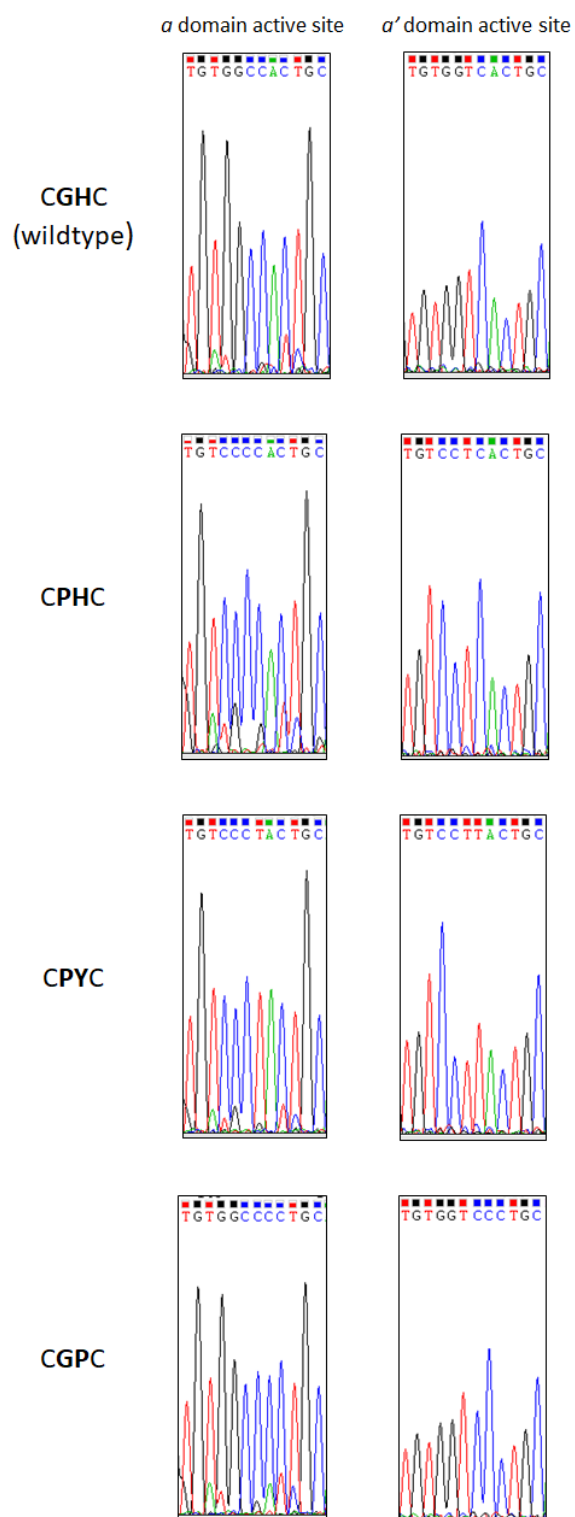 a domain active site a’ domain active site
TGTGGCCACTGC TGTGGTCACTGC
CGHC
(wildtype)
TGTCCCCACTGC TGTCCTCACTGC
CPHC
TGTCCCTACTGC TGTCCTTACTGC
CPYC
TGTGGCCCCTGC TGTGGTCCCTGC
CGPC